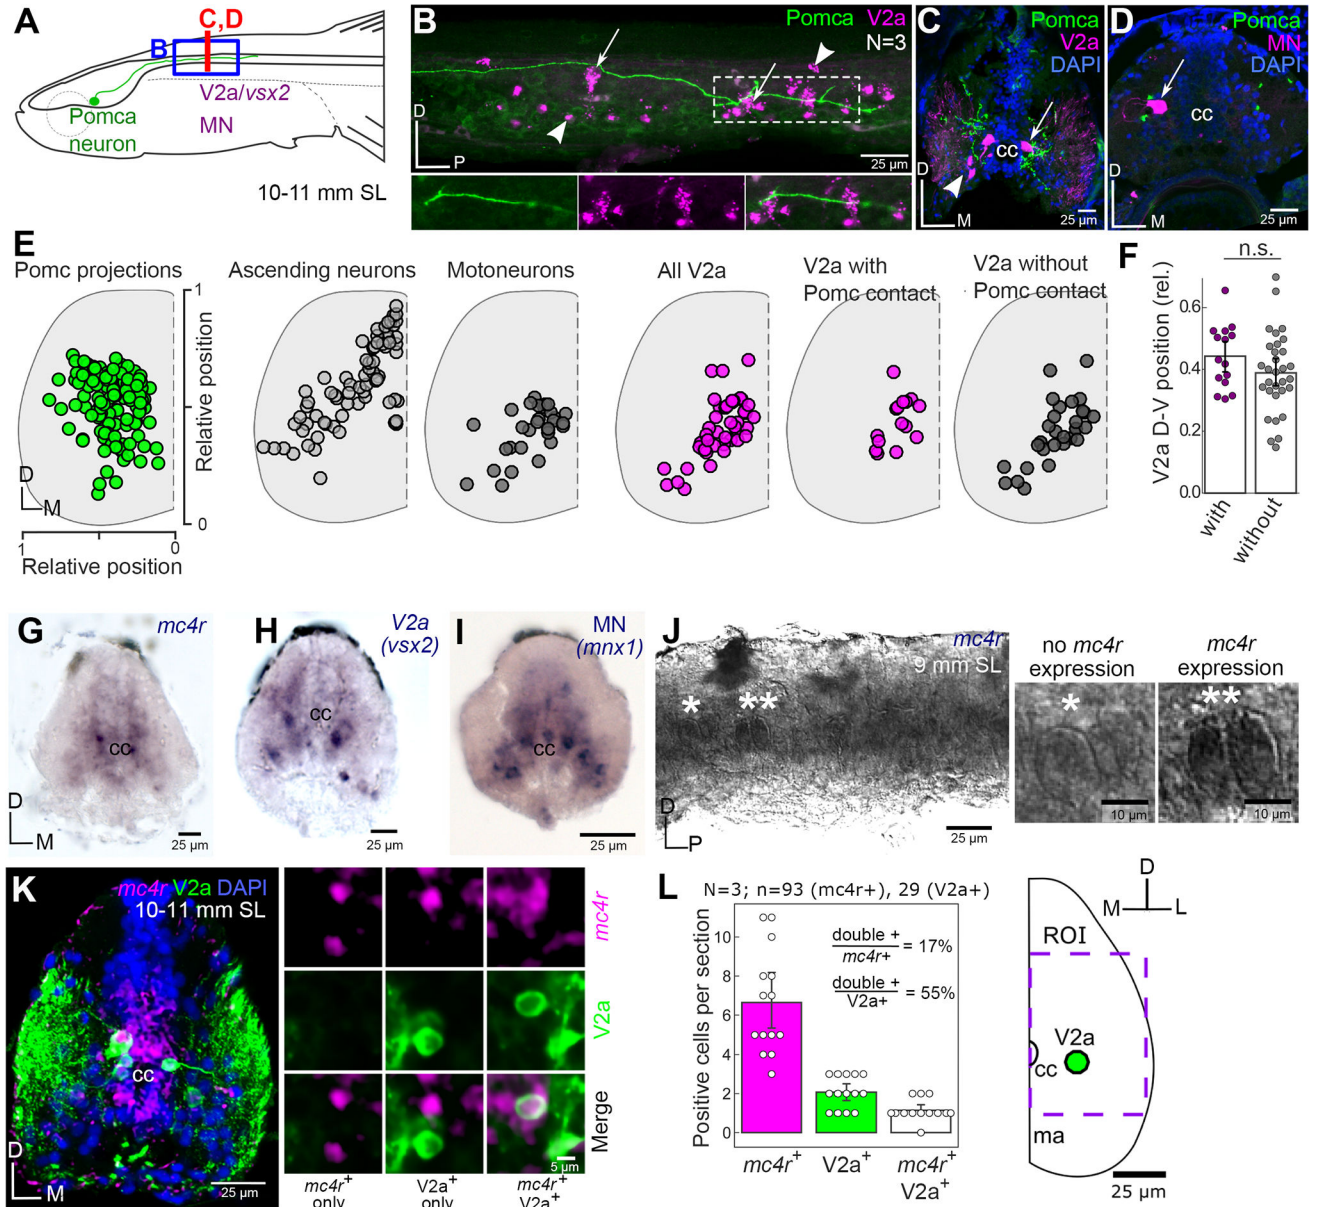 A
C,D
B
V2a/vsx2
Pomca
neuron
MN
10-11 mm SL
B
Pomca V2a
N=3
D
P
25 µm
C
Pomca
V2a
DAPI
cc
D
M
25 µm
D
Pomca
MN
DAPI
cc
D
M
25 µm
E
Pomc projections
Ascending neurons
Motoneurons
All V2a
V2a with
Pomc contact
V2a without
Pomc contact
1
Relative position
0
D
M
1
0
Relative position
F
n.s.
V2a D-V position (rel.)
0.6
0.4
0.2
0.0
with
without
G
mc4r
cc
D
M
25 µm
H
V2a
(vsx2)
cc
25 µm
I
MN
(mnx1)
cc
25 µm
J
mc4r
9 mm SL
*
**
D
P
25 µm
no mc4r
expression
*
10 µm
mc4r
expression
**
10 µm
K
mc4r V2a DAPI
10-11 mm SL
cc
D
M
25 µm
mc4r
V2a
Merge
5 µm
mc4r+
only
V2a+
only
mc4r+
V2a+
L
N=3; n=93 (mc4r+), 29 (V2a+)
Positive cells per section
10
8
6
4
2
0
double +
mc4r+
= 17%
double +
V2a+
= 55%
mc4r+
V2a+
mc4r+
V2a+
D
M
L
ROI
V2a
cc
ma
25 µm